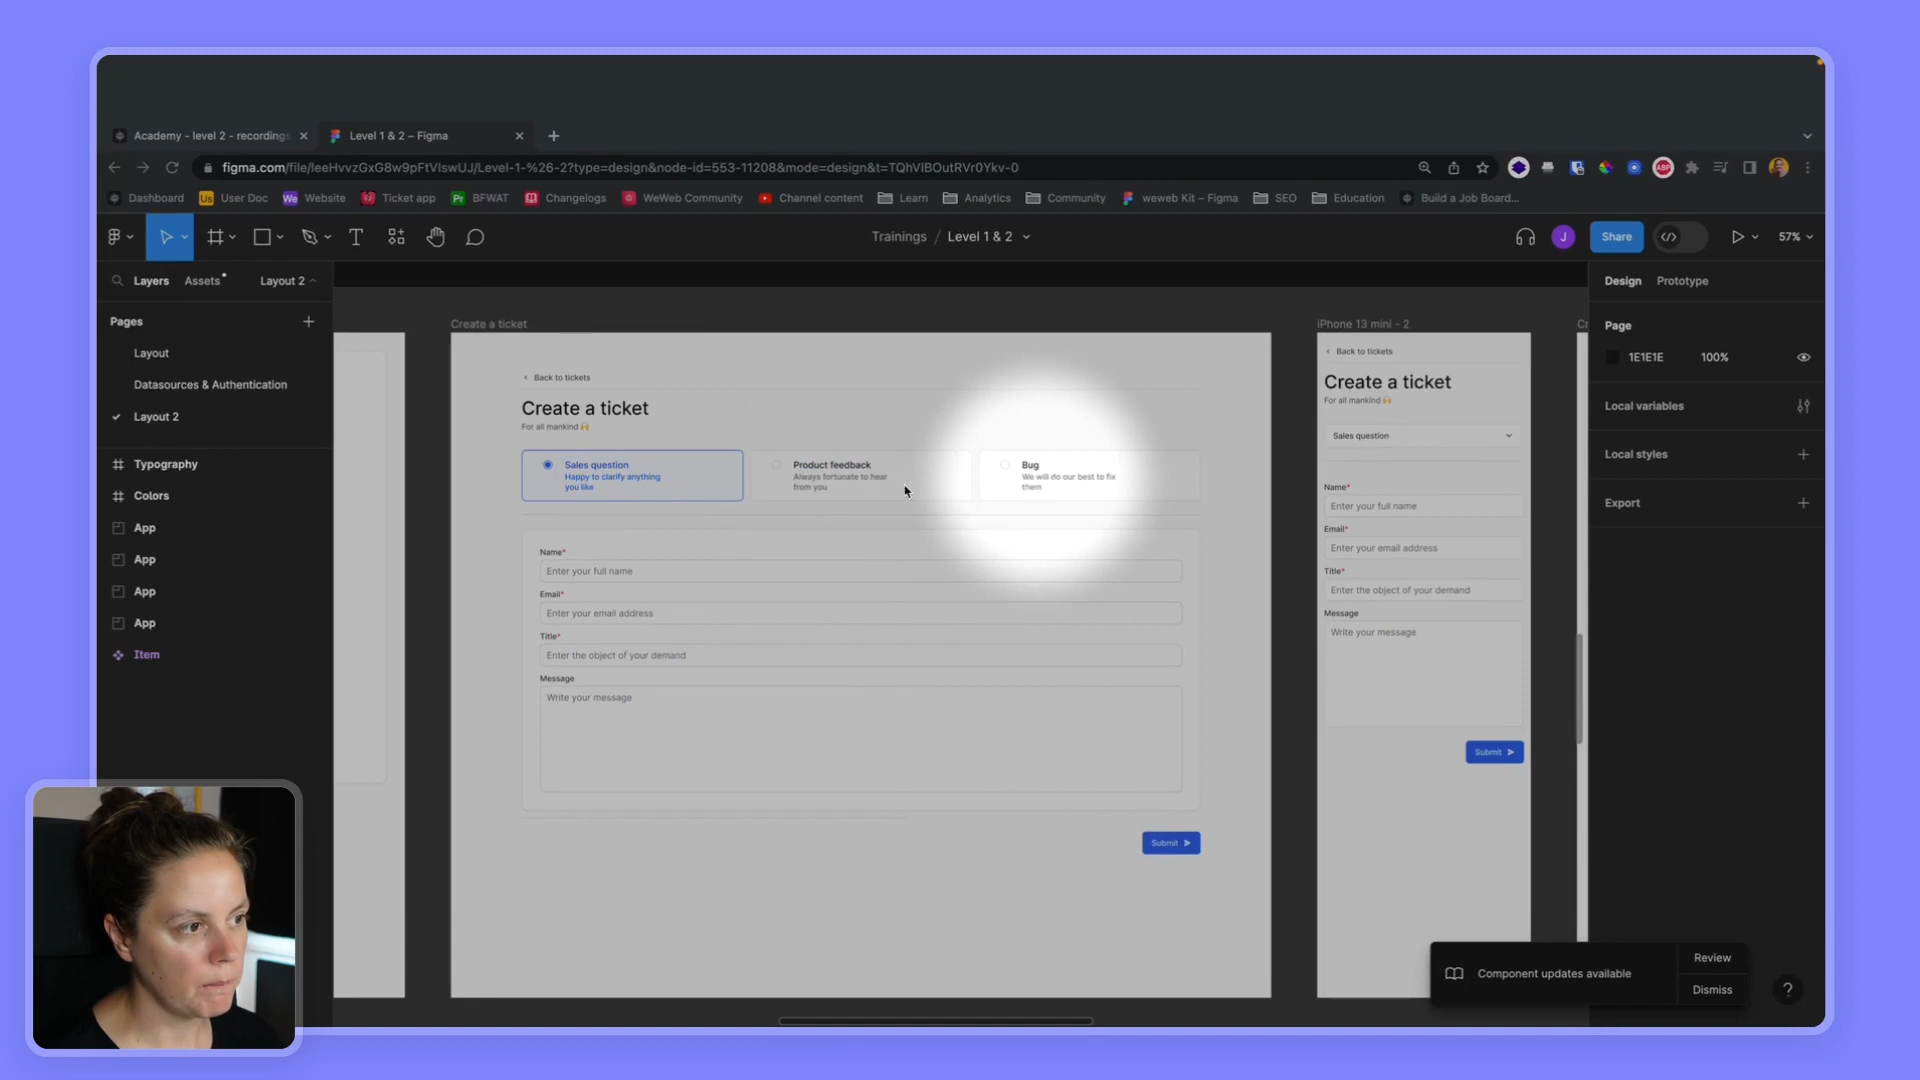 Academy - level 2 - recordings
Level 1 & 2 – Figma
figma.com/file/leeHvvzGxG8w9pFtVIswUJ/Level-1-%26-2?type=design&node-id=553-11208&mode=design&t=TQhVIBOutRVr0Ykv-0
Dashboard
Us User Doc
We Website
Ticket app
Pr BFWAT
Changelogs
WeWeb Community
Channel content
Learn
Analytics
Community
weweb Kit – Figma
SEO
Education
Build a Job Board...
Trainings / Level 1 & 2
J
Share
57%
Layers
Assets
Layout 2
Pages
Layout
Datasources & Authentication
Layout 2
Typography
Colors
App
App
App
App
Item
Create a ticket
Back to tickets
Create a ticket
For all mankind 🙌
Sales question
Happy to clarify anything
you like
Product feedback
Always fortunate to hear
from you
Bug
We will do our best to fix
them
Name*
Enter your full name
Email*
Enter your email address
Title*
Enter the object of your demand
Message
Write your message
Submit
iPhone 13 mini - 2
Back to tickets
Create a ticket
For all mankind 🙌
Sales question
Name*
Enter your full name
Email*
Enter your email address
Title*
Enter the object of your demand
Message
Write your message
Submit
Cr
Design
Prototype
Page
1E1E1E
100%
Local variables
Local styles
Export
Component updates available
Review
Dismiss
?
ABP